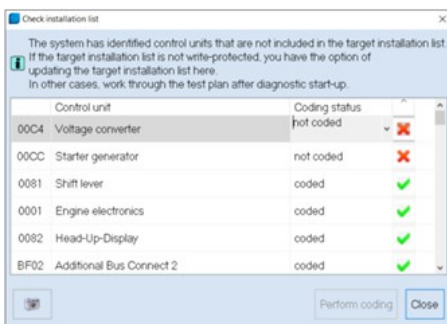 Check installation list
The system has identified control units that are not included in the target installation list.
If the target installation list is not write-protected, you have the option of
updating the target installation list here.
In other cases, work through the test plan after diagnostic start-up.
Control unit Coding status
00C4 Voltage converter not coded
00CC Starter generator not coded
0081 Shift lever coded
0001 Engine electronics coded
0082 Head-Up-Display coded
BF02 Additional Bus Connect 2 coded
Perform coding Close